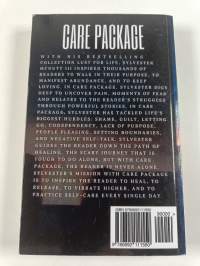 CARE PACKAGE
WITH HIS BESTSELLING
COLLECTION LUST FOR LIFE, SYLVESTER
MCNUTT III INSPIRED THOUSANDS OF
READERS TO WALK IN THEIR PURPOSE, TO
MANIFEST ABUNDANCE, AND TO KEEP
LOVING. IN CARE PACKAGE, SYLVESTER DIGS
DEEP TO UNCOVER PAIN, MOMENTS OF FEAR
AND RELATES TO THE READER'S STRUGGLES
THROUGH POWERFUL STORIES. IN CARE
PACKAGE, SYLVESTER HAS TACKLED LIFE'S
BIGGEST HURDLES: SHAME, GUILT, LETTING
GO, CODEPENDENCY, LACK OF PURPOSE,
PEOPLE PLEASING, SETTING BOUNDARIES,
AND NEGATIVE SELF-TALK. SYLVESTER
GUIDES THE READER DOWN THE PATH OF
HEALING. THE SCARY JOURNEY THAT IS
TOUGH TO DO ALONE, BUT WITH CARE
PACKAGE, THE READER IS NEVER ALONE.
SYLVESTER'S MISSION WITH CARE PACKAGE
IS TO INSPIRE THE READER TO HEAL, TO
RELEASE, TO VIBRATE HIGHER, AND TO
PRACTICE SELF-CARE EVERY SINGLE DAY.
90000